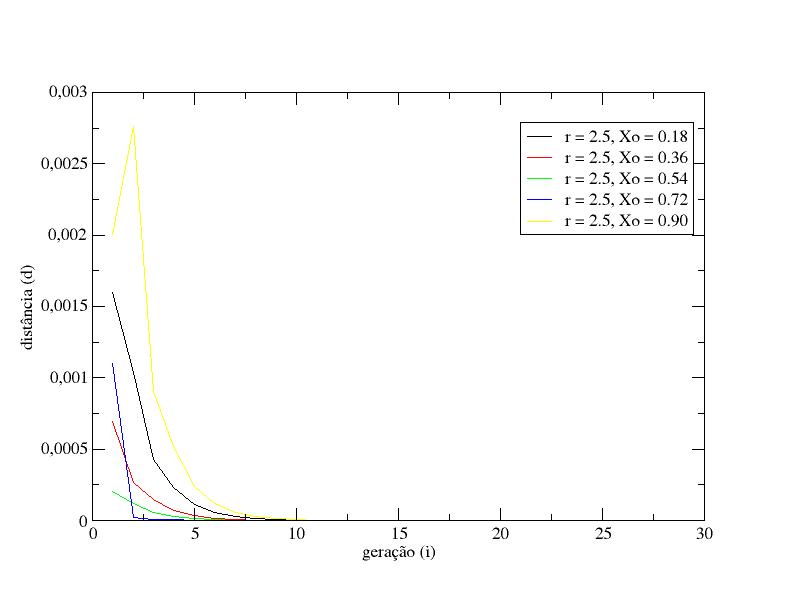 0,003
0,0025
0,002
0,0015
0,001
0,0005
0
distância (d)
r = 2.5, Xo = 0.18
r = 2.5, Xo = 0.36
r = 2.5, Xo = 0.54
r = 2.5, Xo = 0.72
r = 2.5, Xo = 0.90
0 5 10 15 20 25 30
geração (i)